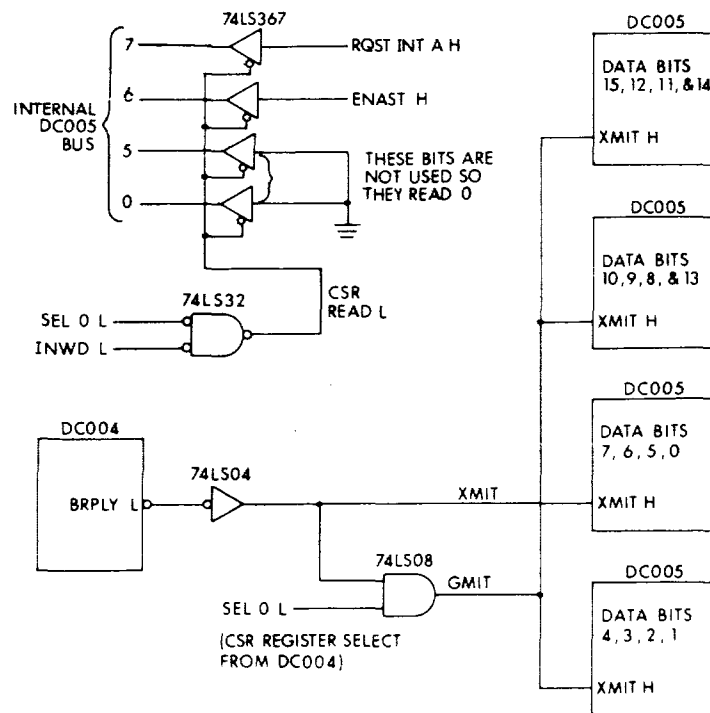 74LS367
7
RQST INT A H
6
ENAST H
INTERNAL
DC005
BUS
5
0
THESE BITS ARE
NOT USED SO
THEY READ 0
CSR
READ L
74LS32
SEL 0 L
INWD L
DC004
BRPLY L
74LS04
XMIT
74LS08
GMIT
SEL 0 L
(CSR REGISTER SELECT
FROM DC004)
DC005
DATA BITS
15, 12, 11, &14
XMIT H
DC005
DATA BITS
10, 9, 8, &13
XMIT H
DC005
DATA BITS
7, 6, 5, 0
XMIT H
DC005
DATA BITS
4, 3, 2, 1
XMIT H